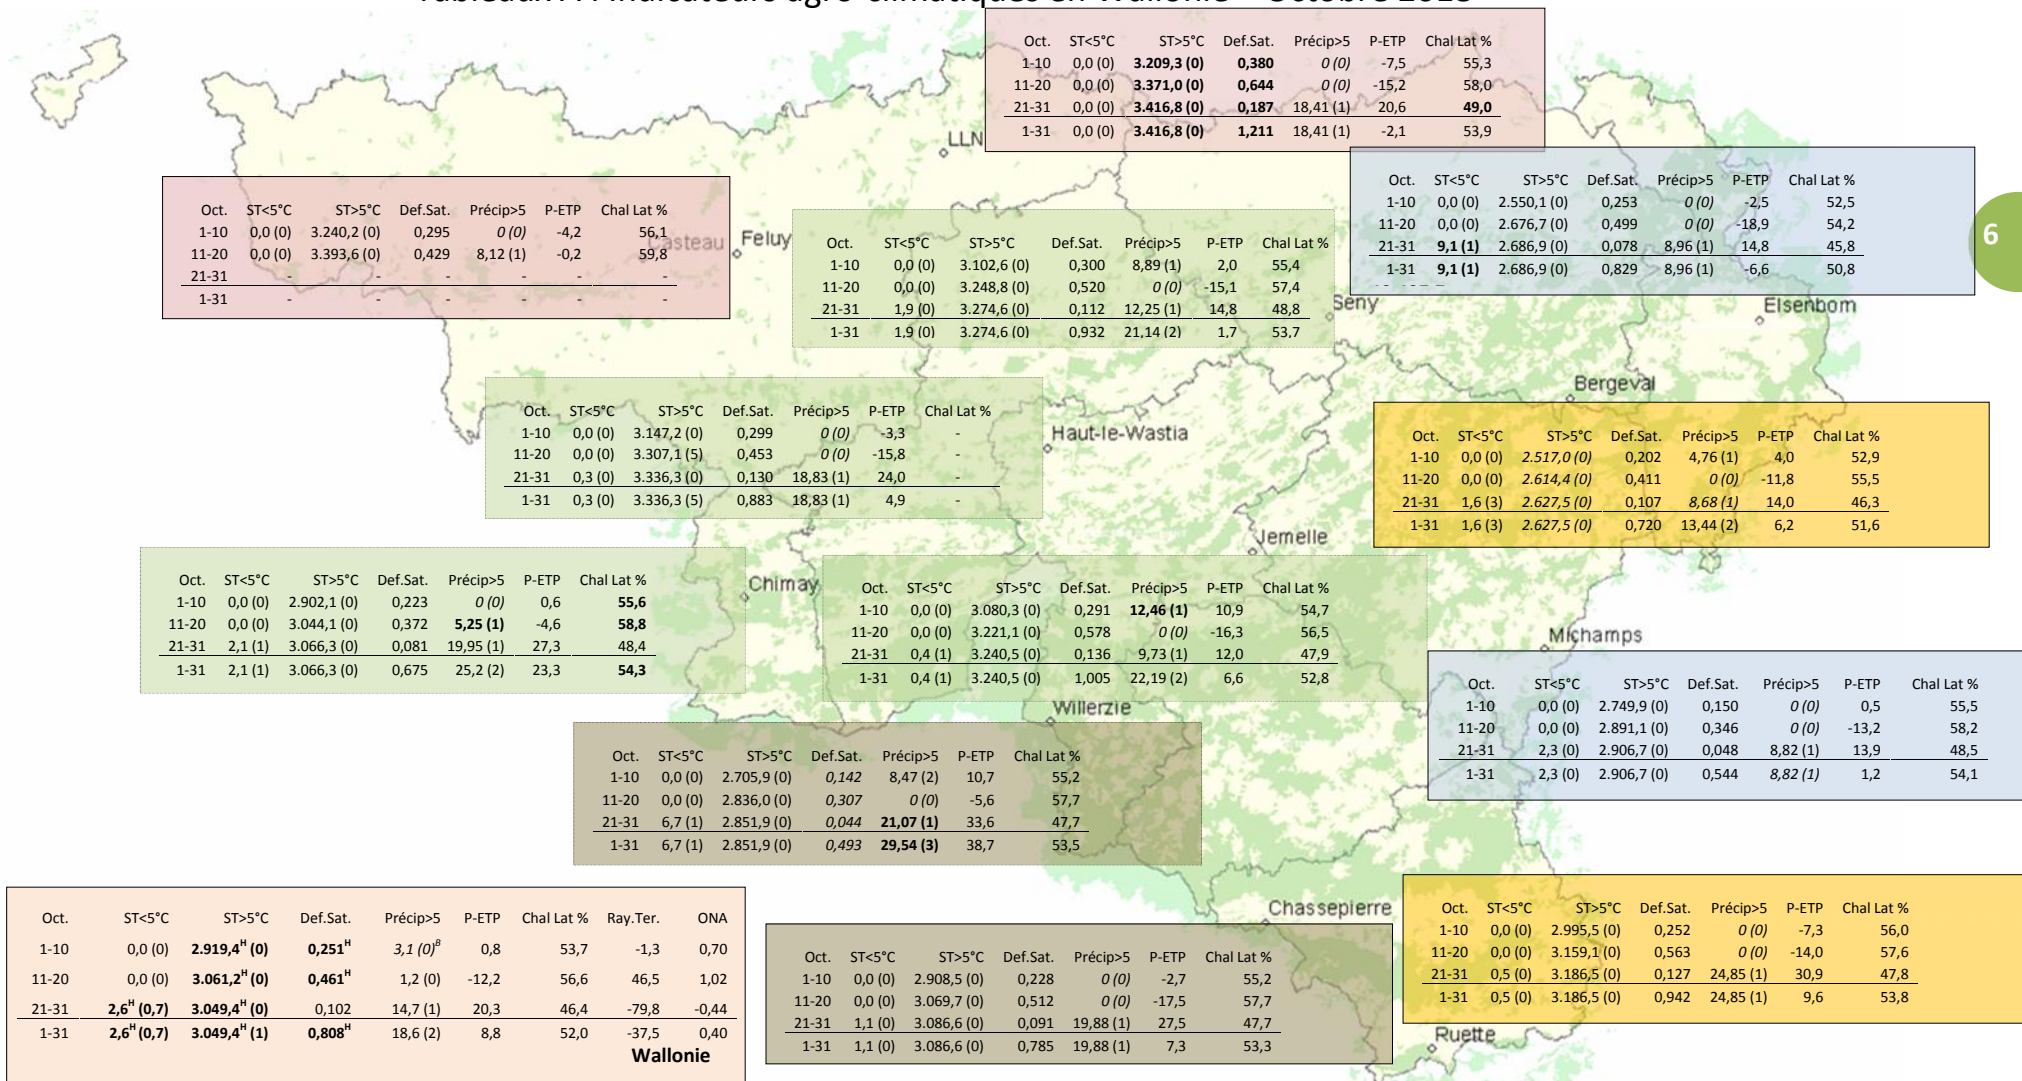 Tableaux : : Indicateurs agro-climatiques en Wallonie – Octobre 2018
Oct. ST<5°C ST>5°C Def.Sat. Précip>5 P-ETP Chal Lat %
1-10 0,0 (0) 3.209,3 (0) 0,380 0 (0) -7,5 55,3
11-20 0,0 (0) 3.371,0 (0) 0,644 0 (0) -15,2 58,0
21-31 0,0 (0) 3.416,8 (0) 0,187 18,41 (1) 20,6 49,0
1-31 0,0 (0) 3.416,8 (0) 1,211 18,41 (1) -2,1 53,9
LLN
Oct. ST<5°C ST>5°C Def.Sat. Précip>5 P-ETP Chal Lat %
1-10 0,0 (0) 2.550,1 (0) 0,253 0 (0) -2,5 52,5
11-20 0,0 (0) 2.676,7 (0) 0,499 0 (0) -18,9 54,2
21-31 9,1 (1) 2.686,9 (0) 0,078 8,96 (1) 14,8 45,8
1-31 9,1 (1) 2.686,9 (0) 0,829 8,96 (1) -6,6 50,8
6
Elsenborn
Oct. ST<5°C ST>5°C Def.Sat. Précip>5 P-ETP Chal Lat %
1-10 0,0 (0) 3.240,2 (0) 0,295 0 (0) -4,2 56,1
11-20 0,0 (0) 3.393,6 (0) 0,429 8,12 (1) -0,2 59,8
21-31 - - - - - -
1-31 - - - - - -
Casteau Feluy
Oct. ST<5°C ST>5°C Def.Sat. Précip>5 P-ETP Chal Lat %
1-10 0,0 (0) 3.102,6 (0) 0,300 8,89 (1) 2,0 55,4
11-20 0,0 (0) 3.248,8 (0) 0,520 0 (0) -15,1 57,4
21-31 1,9 (0) 3.274,6 (0) 0,112 12,25 (1) 14,8 48,8
1-31 1,9 (0) 3.274,6 (0) 0,932 21,14 (2) 1,7 53,7
Seny
Bergeval
Oct. ST<5°C ST>5°C Def.Sat. Précip>5 P-ETP Chal Lat %
1-10 0,0 (0) 3.147,2 (0) 0,299 0 (0) -3,3 -
11-20 0,0 (0) 3.307,1 (5) 0,453 0 (0) -15,8 -
21-31 0,3 (0) 3.336,3 (0) 0,130 18,83 (1) 24,0 -
1-31 0,3 (0) 3.336,3 (5) 0,883 18,83 (1) 4,9 -
Haut-le-Wastia
Oct. ST<5°C ST>5°C Def.Sat. Précip>5 P-ETP Chal Lat %
1-10 0,0 (0) 2.517,0 (0) 0,202 4,76 (1) 4,0 52,9
11-20 0,0 (0) 2.614,4 (0) 0,411 0 (0) -11,8 55,5
21-31 1,6 (3) 2.627,5 (0) 0,107 8,68 (1) 14,0 46,3
1-31 1,6 (3) 2.627,5 (0) 0,720 13,44 (2) 6,2 51,6
Jemelle
Oct. ST<5°C ST>5°C Def.Sat. Précip>5 P-ETP Chal Lat %
1-10 0,0 (0) 2.902,1 (0) 0,223 0 (0) 0,6 55,6
11-20 0,0 (0) 3.044,1 (0) 0,372 5,25 (1) -4,6 58,8
21-31 2,1 (1) 3.066,3 (0) 0,081 19,95 (1) 27,3 48,4
1-31 2,1 (1) 3.066,3 (0) 0,675 25,2 (2) 23,3 54,3
Chimay
Oct. ST<5°C ST>5°C Def.Sat. Précip>5 P-ETP Chal Lat %
1-10 0,0 (0) 3.080,3 (0) 0,291 12,46 (1) 10,9 54,7
11-20 0,0 (0) 3.221,1 (0) 0,578 0 (0) -16,3 56,5
21-31 0,4 (1) 3.240,5 (0) 0,136 9,73 (1) 12,0 47,9
1-31 0,4 (1) 3.240,5 (0) 1,005 22,19 (2) 6,6 52,8
Michamps
Oct. ST<5°C ST>5°C Def.Sat. Précip>5 P-ETP Chal Lat %
1-10 0,0 (0) 2.749,9 (0) 0,150 0 (0) 0,5 55,5
11-20 0,0 (0) 2.891,1 (0) 0,346 0 (0) -13,2 58,2
21-31 2,3 (0) 2.906,7 (0) 0,048 8,82 (1) 13,9 48,5
1-31 2,3 (0) 2.906,7 (0) 0,544 8,82 (1) 1,2 54,1
Willerzie
Oct. ST<5°C ST>5°C Def.Sat. Précip>5 P-ETP Chal Lat %
1-10 0,0 (0) 2.705,9 (0) 0,142 8,47 (2) 10,7 55,2
11-20 0,0 (0) 2.836,0 (0) 0,307 0 (0) -5,6 57,7
21-31 6,7 (1) 2.851,9 (0) 0,044 21,07 (1) 33,6 47,7
1-31 6,7 (1) 2.851,9 (0) 0,493 29,54 (3) 38,7 53,5
Oct. ST<5°C ST>5°C Def.Sat. Précip>5 P-ETP Chal Lat % Ray.Ter. ONA
1-10 0,0 (0) 2.919,4ᴴ (0) 0,251ᴴ 3,1 (0)ᴮ 0,8 53,7 -1,3 0,70
11-20 0,0 (0) 3.061,2ᴴ (0) 0,461ᴴ 1,2 (0) -12,2 56,6 46,5 1,02
21-31 2,6ᴴ (0,7) 3.049,4ᴴ (0) 0,102 14,7 (1) 20,3 46,4 -79,8 -0,44
1-31 2,6ᴴ (0,7) 3.049,4ᴴ (1) 0,808ᴴ 18,6 (2) 8,8 52,0 -37,5 0,40
Wallonie
Chassepierre
Oct. ST<5°C ST>5°C Def.Sat. Précip>5 P-ETP Chal Lat %
1-10 0,0 (0) 2.908,5 (0) 0,228 0 (0) -2,7 55,2
11-20 0,0 (0) 3.069,7 (0) 0,512 0 (0) -17,5 57,7
21-31 1,1 (0) 3.086,6 (0) 0,091 19,88 (1) 27,5 47,7
1-31 1,1 (0) 3.086,6 (0) 0,785 19,88 (1) 7,3 53,3
Oct. ST<5°C ST>5°C Def.Sat. Précip>5 P-ETP Chal Lat %
1-10 0,0 (0) 2.995,5 (0) 0,252 0 (0) -7,3 56,0
11-20 0,0 (0) 3.159,1 (0) 0,563 0 (0) -14,0 57,6
21-31 0,5 (0) 3.186,5 (0) 0,127 24,85 (1) 30,9 47,8
1-31 0,5 (0) 3.186,5 (0) 0,942 24,85 (1) 9,6 53,8
Ruette